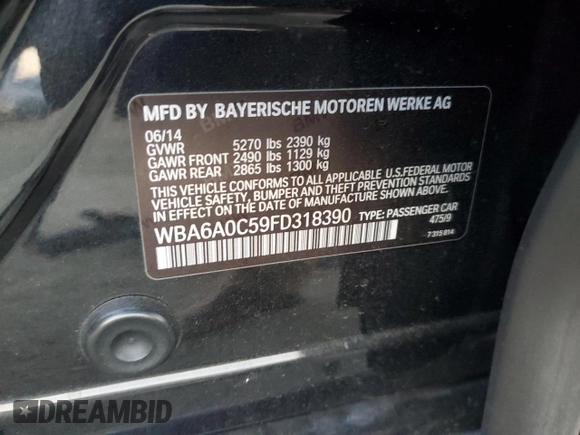 MFD BY BAYERISCHE MOTOREN WERKE AG
06/14
GVWR 5270 lbs 2390 kg
GAWR FRONT 2490 lbs 1129 kg
GAWR REAR 2865 lbs 1300 kg
THIS VEHICLE CONFORMS TO ALL APPLICABLE U.S.FEDERAL MOTOR
VEHICLE SAFETY, BUMPER AND THEFT PREVENTION STANDARDS
IN EFFECT ON THE DATE OF MANUFACTURE SHOWN ABOVE.
WBA6A0C59FD318390 TYPE: PASSENGER CAR
475/9
7 315 814
DREAMBID